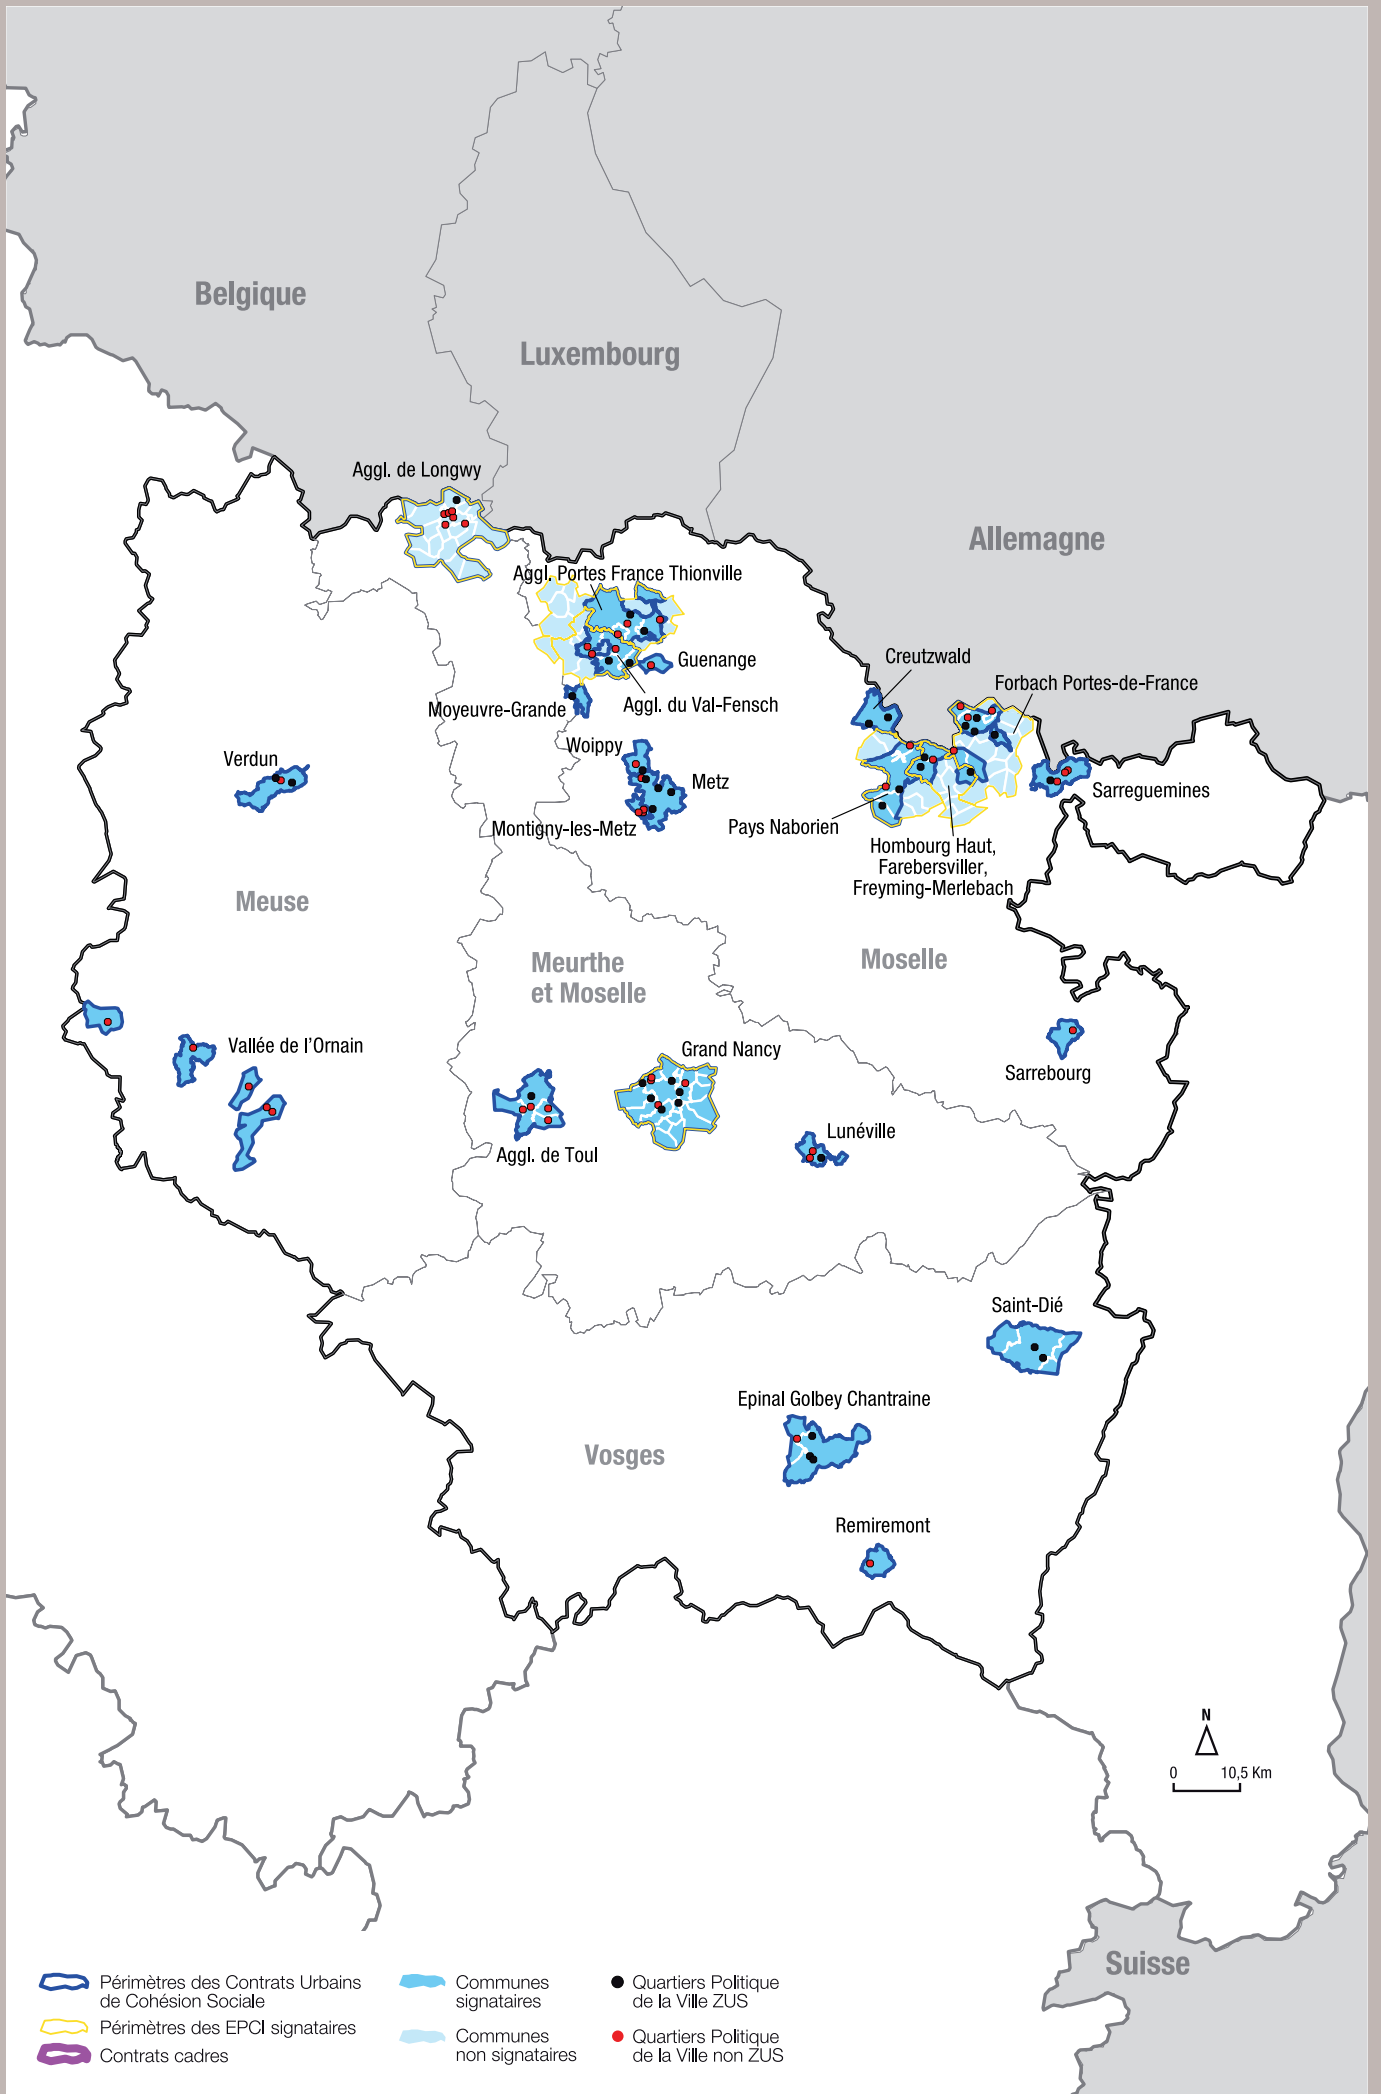 Belgique
Luxembourg
Aggl. de Longwy
Allemagne
Aggl. Portes France Thionville
Guenange
Creutzwald
Forbach Portes-de-France
Moyeuvre-Grande
Aggl. du Val-Fensch
Woippy
Verdun
Metz
Sarreguemines
Montigny-les-Metz
Pays Naborien
Hombourg Haut,
Farebersviller,
Freyming-Merlebach
Meuse
Meurthe
et Moselle
Moselle
Vallée de l'Ornain
Grand Nancy
Sarrebourg
Lunéville
Aggl. de Toul
Saint-Dié
Epinal Golbey Chantraine
Vosges
Remiremont
N
0 10,5 Km
Suisse
Périmètres des Contrats Urbains
de Cohésion Sociale
Périmètres des EPCI signataires
Contrats cadres
Communes
signataires
Communes
non signataires
Quartiers Politique
de la Ville ZUS
Quartiers Politique
de la Ville non ZUS